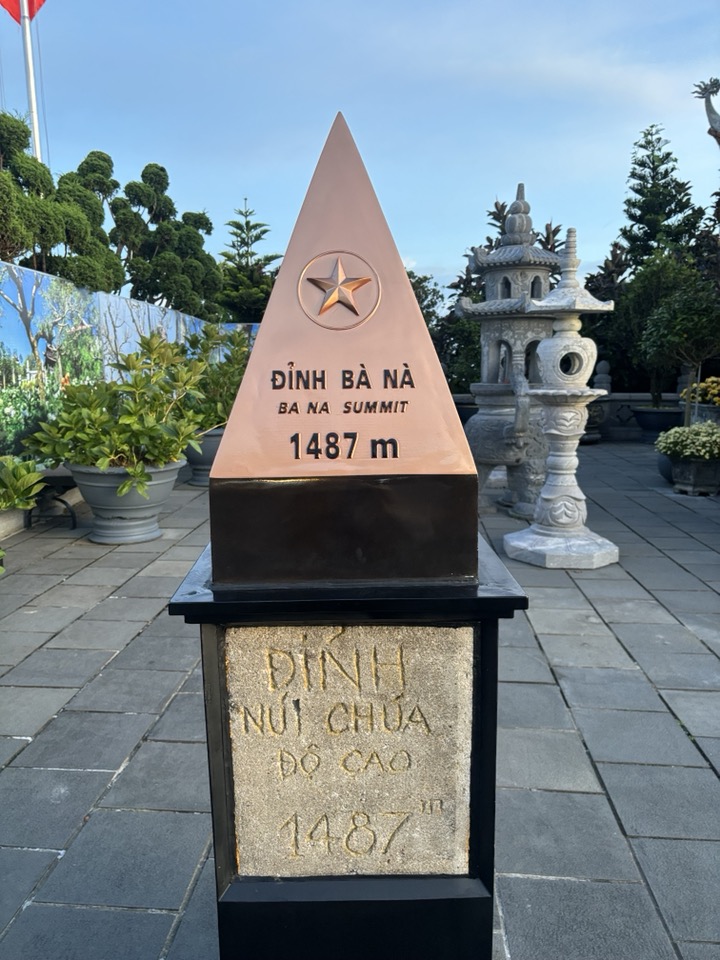 ĐỈNH BÀ NÀ
BA NA SUMMIT
1487 m
ĐỈNH
NÚI CHÚA
ĐỘ CAO
1487 m